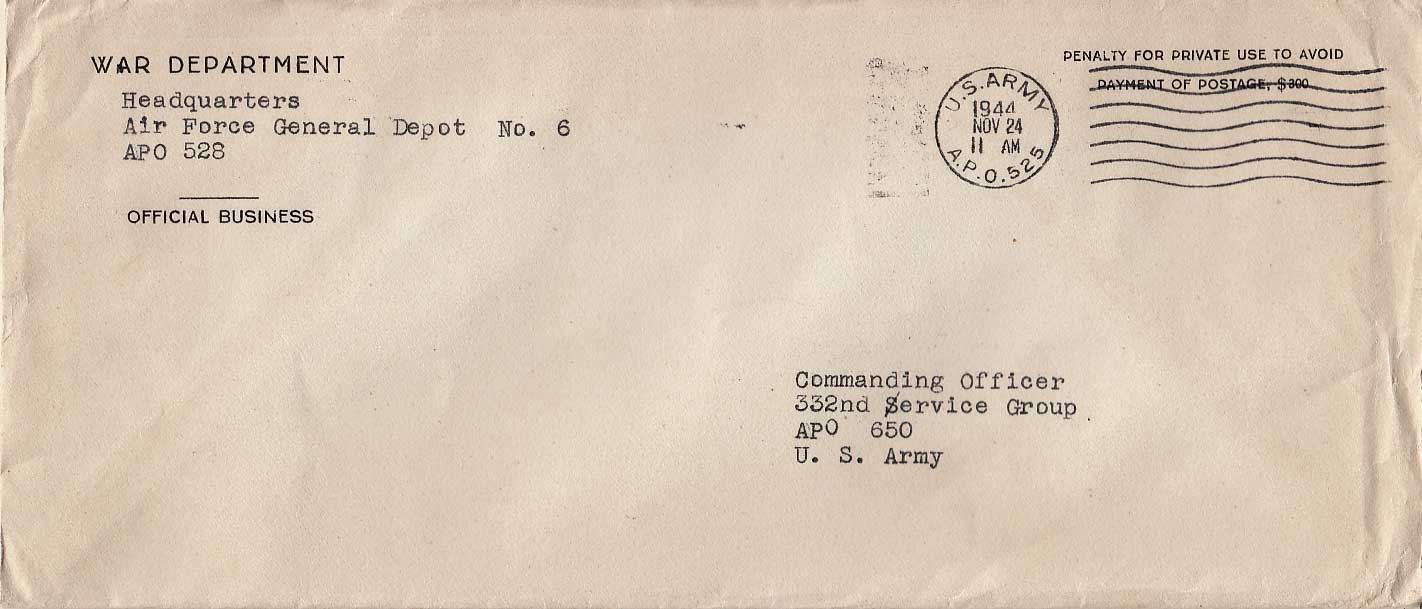 WAR DEPARTMENT
Headquarters
Air Force General Depot No. 6
APO 528
OFFICIAL BUSINESS
U.S. ARMY
1944
NOV 24
11 AM
A.P.O. 525
PENALTY FOR PRIVATE USE TO AVOID
PAYMENT OF POSTAGE, $300
Commanding Officer
332nd Service Group
APO 650
U. S. Army